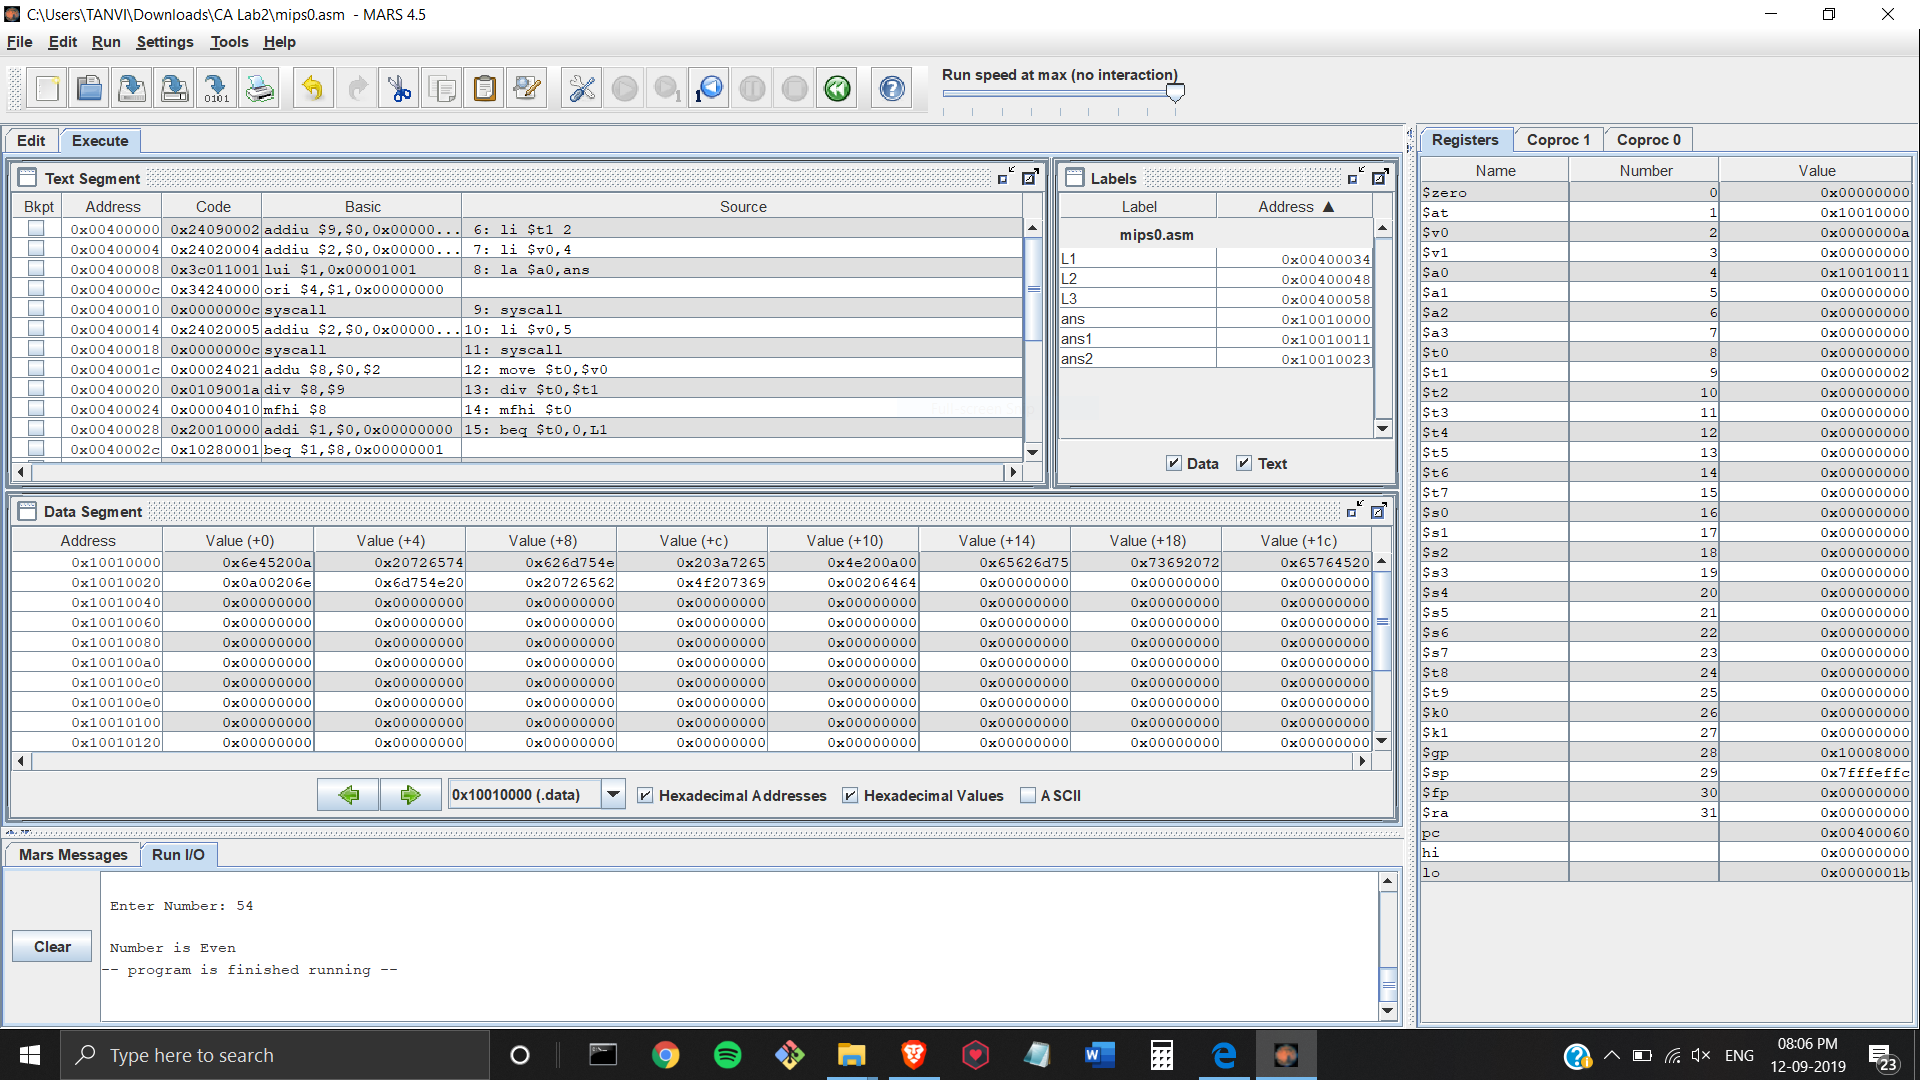 C:\Users\TANVI\Downloads\CA Lab2\mips0.asm - MARS 4.5
File Edit Run Settings Tools Help
Run speed at max (no interaction)
Edit Execute
Text Segment
Bkpt Address Code Basic Source
0x00400000 0x24090002 addiu $9,$0,0x00000... 6: li $t1 2
0x00400004 0x24020004 addiu $2,$0,0x00000... 7: li $v0,4
0x00400008 0x3c011001 lui $1,0x00001001 8: la $a0,ans
0x0040000c 0x34240000 ori $4,$1,0x00000000
0x00400010 0x0000000c syscall 9: syscall
0x00400014 0x24020005 addiu $2,$0,0x00000... 10: li $v0,5
0x00400018 0x0000000c syscall 11: syscall
0x0040001c 0x00024021 addu $8,$0,$2 12: move $t0,$v0
0x00400020 0x0109001a div $8,$9 13: div $t0,$t1
0x00400024 0x00004010 mfhi $8 14: mfhi $t0
0x00400028 0x20010000 addi $1,$0,0x00000000 15: beq $t0,0,L1
0x0040002c 0x10280001 beq $1,$8,0x00000001
Labels
Label Address ▲
mips0.asm
L1 0x00400034
L2 0x00400048
L3 0x00400058
ans 0x10010000
ans1 0x10010011
ans2 0x10010023
Data Text
Data Segment
Address Value (+0) Value (+4) Value (+8) Value (+c) Value (+10) Value (+14) Value (+18) Value (+1c)
0x10010000 0x6e45200a 0x20726574 0x626d754e 0x203a7265 0x4e200a00 0x65626d75 0x73692072 0x65764520
0x10010020 0x0a00206e 0x6d754e20 0x20726562 0x4f207369 0x00206464 0x00000000 0x00000000 0x00000000
0x10010040 0x00000000 0x00000000 0x00000000 0x00000000 0x00000000 0x00000000 0x00000000 0x00000000
0x10010060 0x00000000 0x00000000 0x00000000 0x00000000 0x00000000 0x00000000 0x00000000 0x00000000
0x10010080 0x00000000 0x00000000 0x00000000 0x00000000 0x00000000 0x00000000 0x00000000 0x00000000
0x100100a0 0x00000000 0x00000000 0x00000000 0x00000000 0x00000000 0x00000000 0x00000000 0x00000000
0x100100c0 0x00000000 0x00000000 0x00000000 0x00000000 0x00000000 0x00000000 0x00000000 0x00000000
0x100100e0 0x00000000 0x00000000 0x00000000 0x00000000 0x00000000 0x00000000 0x00000000 0x00000000
0x10010100 0x00000000 0x00000000 0x00000000 0x00000000 0x00000000 0x00000000 0x00000000 0x00000000
0x10010120 0x00000000 0x00000000 0x00000000 0x00000000 0x00000000 0x00000000 0x00000000 0x00000000
0x10010000 (.data) Hexadecimal Addresses Hexadecimal Values ASCII
Mars Messages Run I/O
Clear
Enter Number: 54
Number is Even
-- program is finished running --
Registers Coproc 1 Coproc 0
Name Number Value
$zero 0 0x00000000
$at 1 0x10010000
$v0 2 0x0000000a
$v1 3 0x00000000
$a0 4 0x10010011
$a1 5 0x00000000
$a2 6 0x00000000
$a3 7 0x00000000
$t0 8 0x00000000
$t1 9 0x00000002
$t2 10 0x00000000
$t3 11 0x00000000
$t4 12 0x00000000
$t5 13 0x00000000
$t6 14 0x00000000
$t7 15 0x00000000
$s0 16 0x00000000
$s1 17 0x00000000
$s2 18 0x00000000
$s3 19 0x00000000
$s4 20 0x00000000
$s5 21 0x00000000
$s6 22 0x00000000
$s7 23 0x00000000
$t8 24 0x00000000
$t9 25 0x00000000
$k0 26 0x00000000
$k1 27 0x00000000
$gp 28 0x10008000
$sp 29 0x7fffeffc
$fp 30 0x00000000
$ra 31 0x00000000
pc 0x00400060
hi 0x00000000
lo 0x0000001b
Type here to search
ENG
08:06 PM
12-09-2019
23